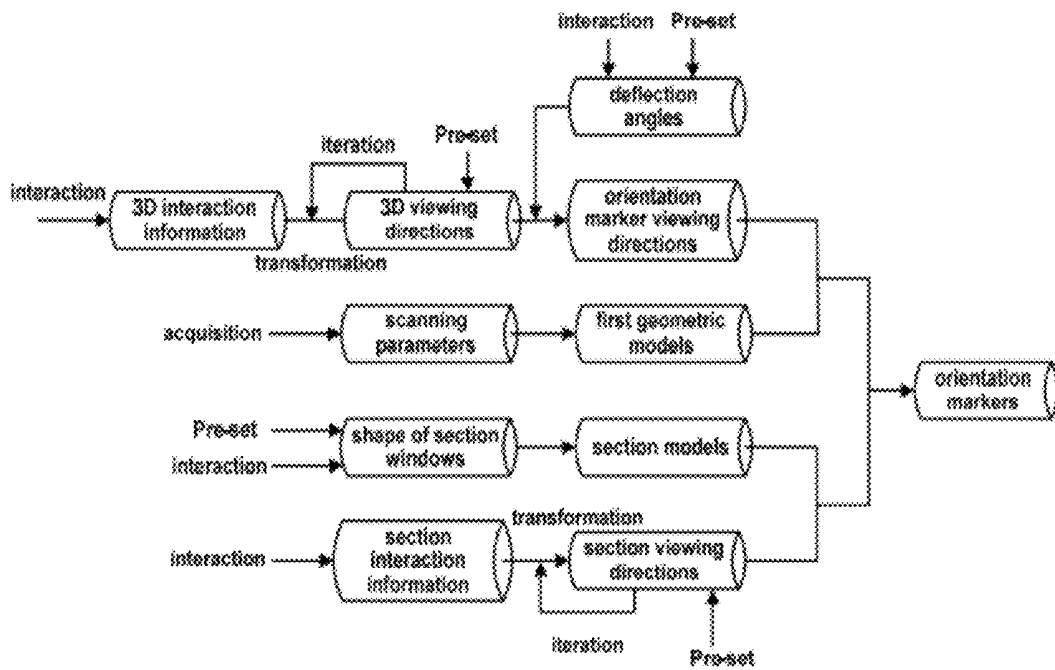 interaction Pre-set
deflection
angles
iteration
Pre-set
interaction
3D interaction
information
3D viewing
directions
orientation
marker viewing
directions
transformation
acquisition
scanning
parameters
first geometric
models
orientation
markers
Pre-set
interaction
shape of section
windows
section models
transformation
interaction
section
interaction
information
section viewing
directions
iteration
Pre-set